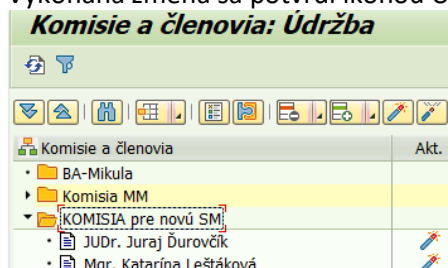 Komisie a členovia: Údržba
Komisie a členovia Akt.
BA-Mikula
Komisia MM
KOMISIA pre novú SM
JUDr. Juraj Ďurovčík
Mgr. Katarína Leštáková